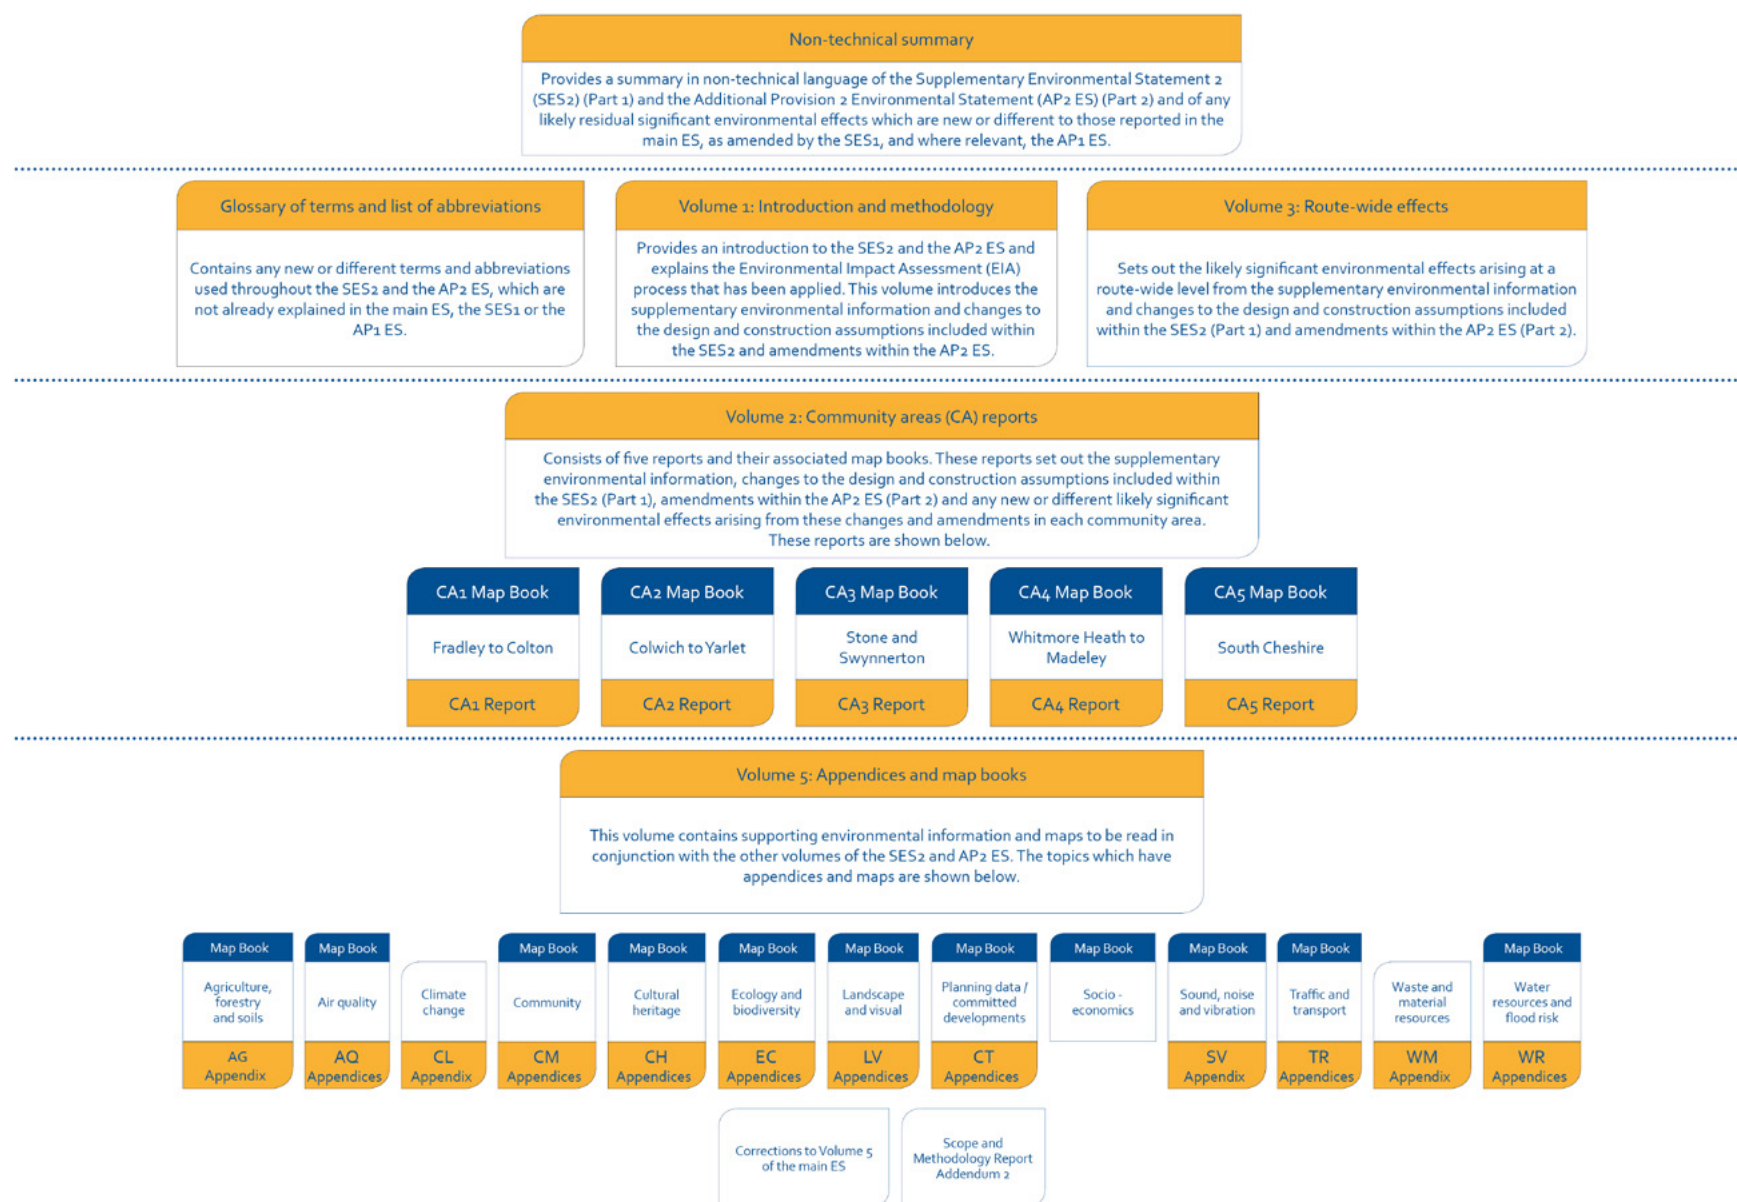 Non-technical summary
Provides a summary in non-technical language of the Supplementary Environmental Statement 2
(SES2) (Part 1) and the Additional Provision 2 Environmental Statement (AP2 ES) (Part 2) and of any
likely residual significant environmental effects which are new or different to those reported in the
main ES, as amended by the SES1, and where relevant, the AP1 ES.
Glossary of terms and list of abbreviations
Contains any new or different terms and abbreviations
used throughout the SES2 and the AP2 ES, which are
not already explained in the main ES, the SES1 or the
AP1 ES.
Volume 1: Introduction and methodology
Provides an introduction to the SES2 and the AP2 ES and
explains the Environmental Impact Assessment (EIA)
process that has been applied. This volume introduces the
supplementary environmental information and changes to
the design and construction assumptions included within
the SES2 and amendments within the AP2 ES.
Volume 3: Route-wide effects
Sets out the likely significant environmental effects arising at a
route-wide level from the supplementary environmental information
and changes to the design and construction assumptions included
within the SES2 (Part 1) and amendments within the AP2 ES (Part 2).
Volume 2: Community areas (CA) reports
Consists of five reports and their associated map books. These reports set out the supplementary
environmental information, changes to the design and construction assumptions included within
the SES2 (Part 1), amendments within the AP2 ES (Part 2) and any new or different likely significant
environmental effects arising from these changes and amendments in each community area.
These reports are shown below.
CA1 Map Book
Fradley to Colton
CA1 Report
CA2 Map Book
Colwich to Yarlet
CA2 Report
CA3 Map Book
Stone and
Swynnerton
CA3 Report
CA4 Map Book
Whitmore Heath to
Madeley
CA4 Report
CA5 Map Book
South Cheshire
CA5 Report
Volume 5: Appendices and map books
This volume contains supporting environmental information and maps to be read in
conjunction with the other volumes of the SES2 and AP2 ES. The topics which have
appendices and maps are shown below.
Map Book
Agriculture,
forestry
and soils
AG
Appendix
Map Book
Air quality
AQ
Appendices
Climate
change
CL
Appendix
Map Book
Community
CM
Appendices
Map Book
Cultural
heritage
CH
Appendices
Map Book
Ecology and
biodiversity
EC
Appendices
Map Book
Landscape
and visual
LV
Appendices
Map Book
Planning data /
committed
developments
CT
Appendices
Map Book
Socio -
economics
Map Book
Sound, noise
and vibration
SV
Appendix
Map Book
Traffic and
transport
TR
Appendices
Waste and
material
resources
WM
Appendix
Map Book
Water
resources and
flood risk
WR
Appendices
Corrections to Volume 5
of the main ES
Scope and
Methodology Report
Addendum 2